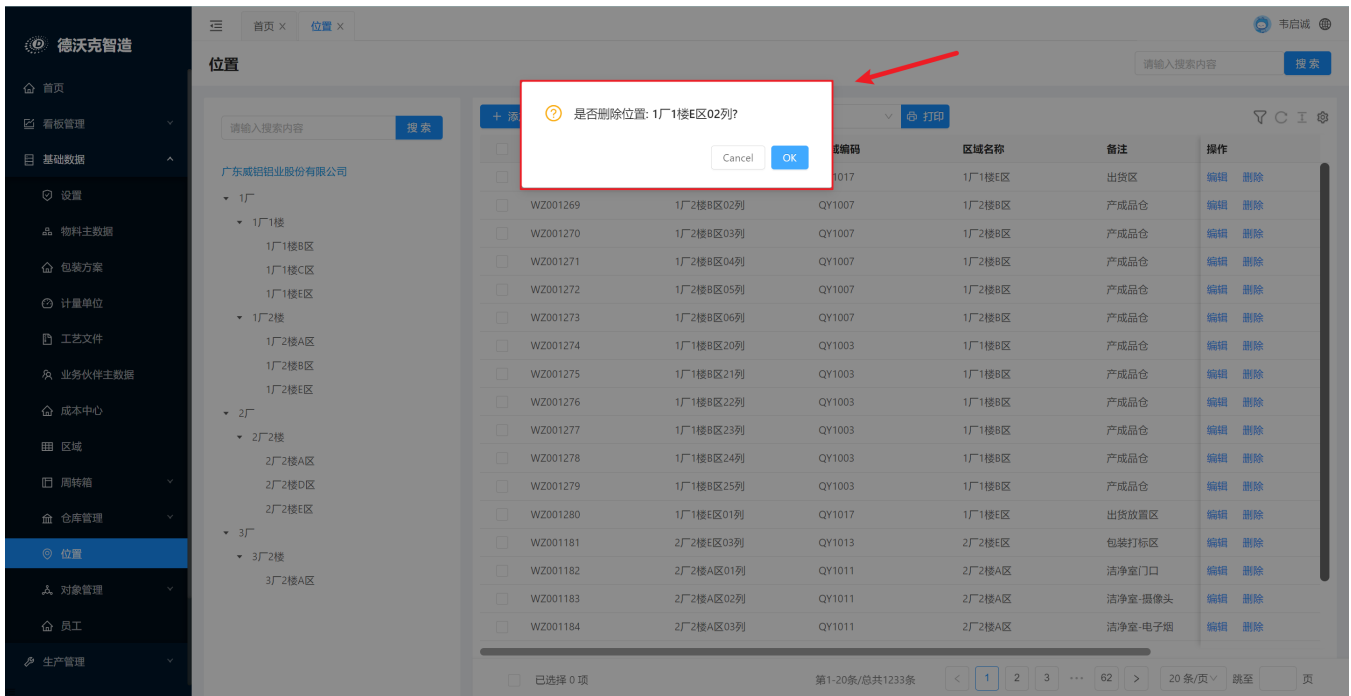 德沃克智造
首页
看板管理
基础数据
设置
物料主数据
包装方案
计量单位
工艺文件
业务伙伴主数据
成本中心
区域
周转箱
仓库管理
位置
对象管理
员工
生产管理
首页 位置
韦启诚
位置
请输入搜索内容 搜索
请输入搜索内容 搜索
广东威铝铝业股份有限公司
1厂
1厂1楼
1厂1楼B区
1厂1楼C区
1厂1楼E区
1厂2楼
1厂2楼A区
1厂2楼B区
1厂2楼E区
2厂
2厂2楼
2厂2楼A区
2厂2楼D区
2厂2楼E区
3厂
3厂2楼
3厂2楼A区
是否删除位置: 1厂1楼E区02列?
Cancel OK
打印
区域名称 备注 操作
1厂1楼E区 出货区 编辑 删除
WZ001269 1厂2楼B区02列 QY1007 1厂2楼B区 产成品仓 编辑 删除
WZ001270 1厂2楼B区03列 QY1007 1厂2楼B区 产成品仓 编辑 删除
WZ001271 1厂2楼B区04列 QY1007 1厂2楼B区 产成品仓 编辑 删除
WZ001272 1厂2楼B区05列 QY1007 1厂2楼B区 产成品仓 编辑 删除
WZ001273 1厂2楼B区06列 QY1007 1厂2楼B区 产成品仓 编辑 删除
WZ001274 1厂1楼B区20列 QY1003 1厂1楼B区 产成品仓 编辑 删除
WZ001275 1厂1楼B区21列 QY1003 1厂1楼B区 产成品仓 编辑 删除
WZ001276 1厂1楼B区22列 QY1003 1厂1楼B区 产成品仓 编辑 删除
WZ001277 1厂1楼B区23列 QY1003 1厂1楼B区 产成品仓 编辑 删除
WZ001278 1厂1楼B区24列 QY1003 1厂1楼B区 产成品仓 编辑 删除
WZ001279 1厂1楼B区25列 QY1003 1厂1楼B区 产成品仓 编辑 删除
WZ001280 1厂1楼E区01列 QY1017 1厂1楼E区 出货放置区 编辑 删除
WZ001181 2厂2楼E区03列 QY1013 2厂2楼E区 包装打标区 编辑 删除
WZ001182 2厂2楼A区01列 QY1011 2厂2楼A区 洁净室门口 编辑 删除
WZ001183 2厂2楼A区02列 QY1011 2厂2楼A区 洁净室-摄像头 编辑 删除
WZ001184 2厂2楼A区03列 QY1011 2厂2楼A区 洁净室-电子烟 编辑 删除
已选择 0 项 第1-20条/总共1233条 < 1 2 3 ••• 62 > 20 条/页 跳至 页